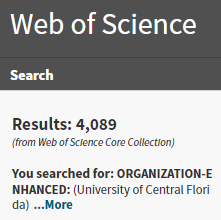 Web of Science
Search
Results: 4,089
(from Web of Science Core Collection)
You searched for: ORGANIZATION-E
NHANCED: (University of Central Flori
da) ...More